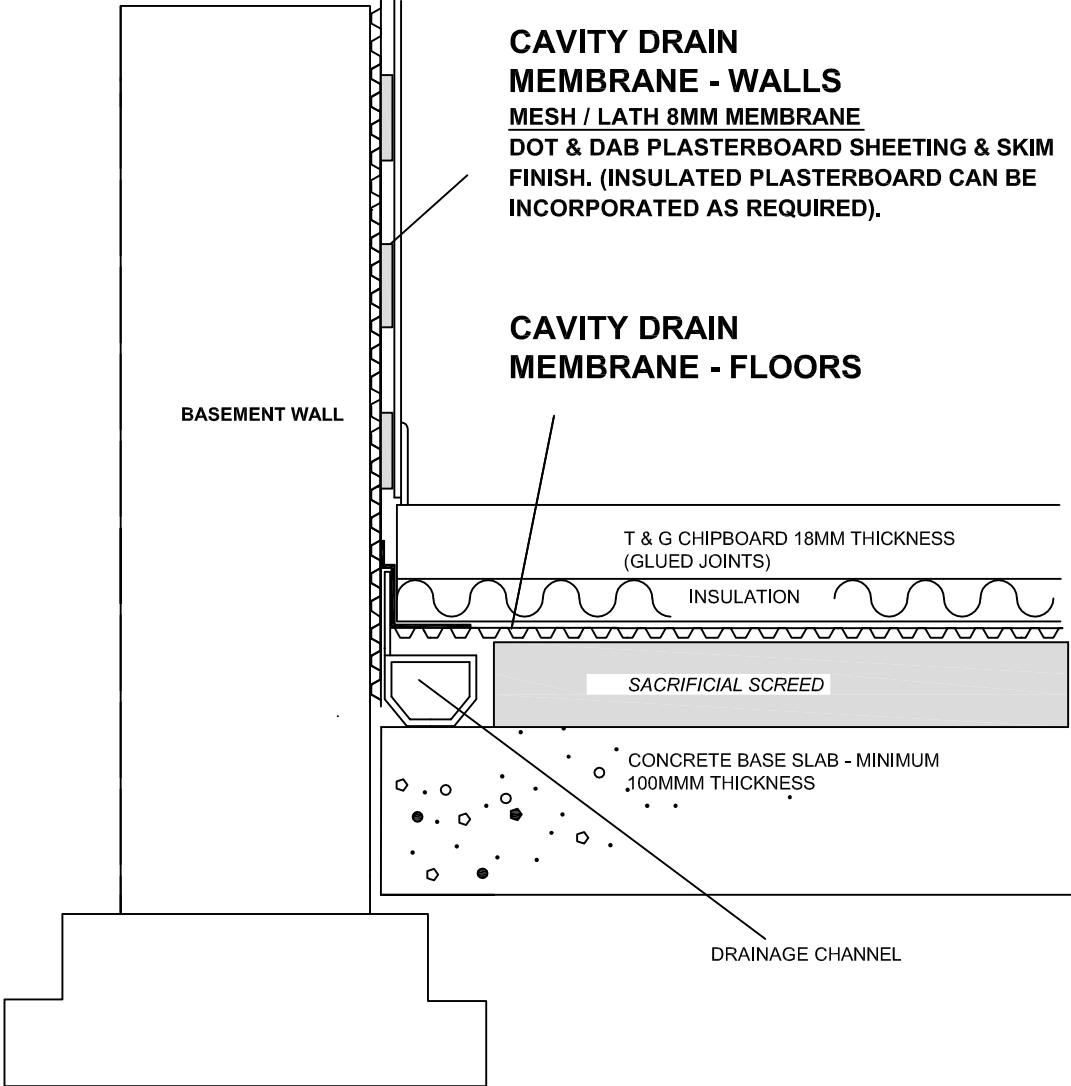 CAVITY DRAIN
MEMBRANE - WALLS
MESH / LATH 8MM MEMBRANE
DOT & DAB PLASTERBOARD SHEETING & SKIM
FINISH. (INSULATED PLASTERBOARD CAN BE
INCORPORATED AS REQUIRED).
CAVITY DRAIN
MEMBRANE - FLOORS
BASEMENT WALL
T & G CHIPBOARD 18MM THICKNESS
(GLUED JOINTS)
INSULATION
SACRIFICIAL SCREED
CONCRETE BASE SLAB - MINIMUM
100MMM THICKNESS
DRAINAGE CHANNEL